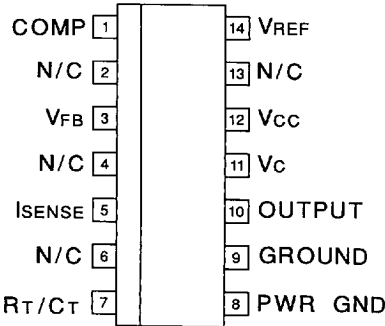 COMP 1 14 VREF
N/C 2 13 N/C
VFB 3 12 VCC
N/C 4 11 VC
ISENSE 5 10 OUTPUT
N/C 6 9 GROUND
RT/CT 7 8 PWR GND